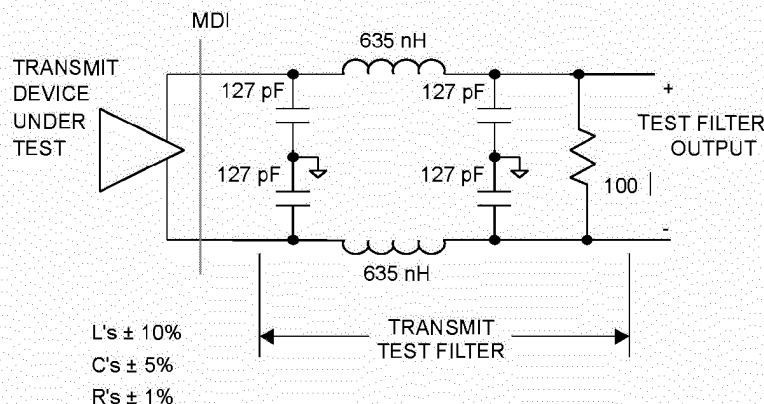 MDI
635 nH
TRANSMIT
DEVICE
UNDER
TEST
127 pF
127 pF
+
TEST FILTER
OUTPUT
127 pF
127 pF
100 |
-
635 nH
TRANSMIT
TEST FILTER
L's ± 10%
C's ± 5%
R's ± 1%